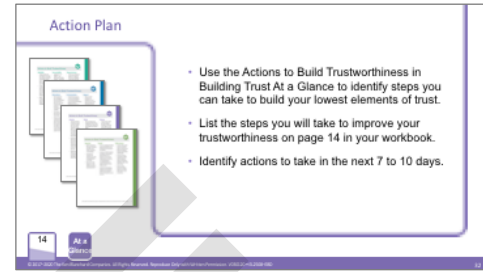 Action Plan
• Use the Actions to Build Trustworthiness in
Building Trust At a Glance to identify steps you
can take to build your lowest elements of trust.
• List the steps you will take to improve your
trustworthiness on page 14 in your workbook.
• Identify actions to take in the next 7 to 10 days.
14
At a
Glance